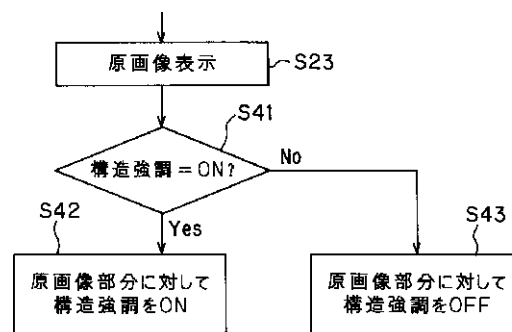 原画像表示
S23
S41
構造強調=ON?
No
S42
Yes
S43
原画像部分に対して
構造強調をON
原画像部分に対して
構造強調をOFF